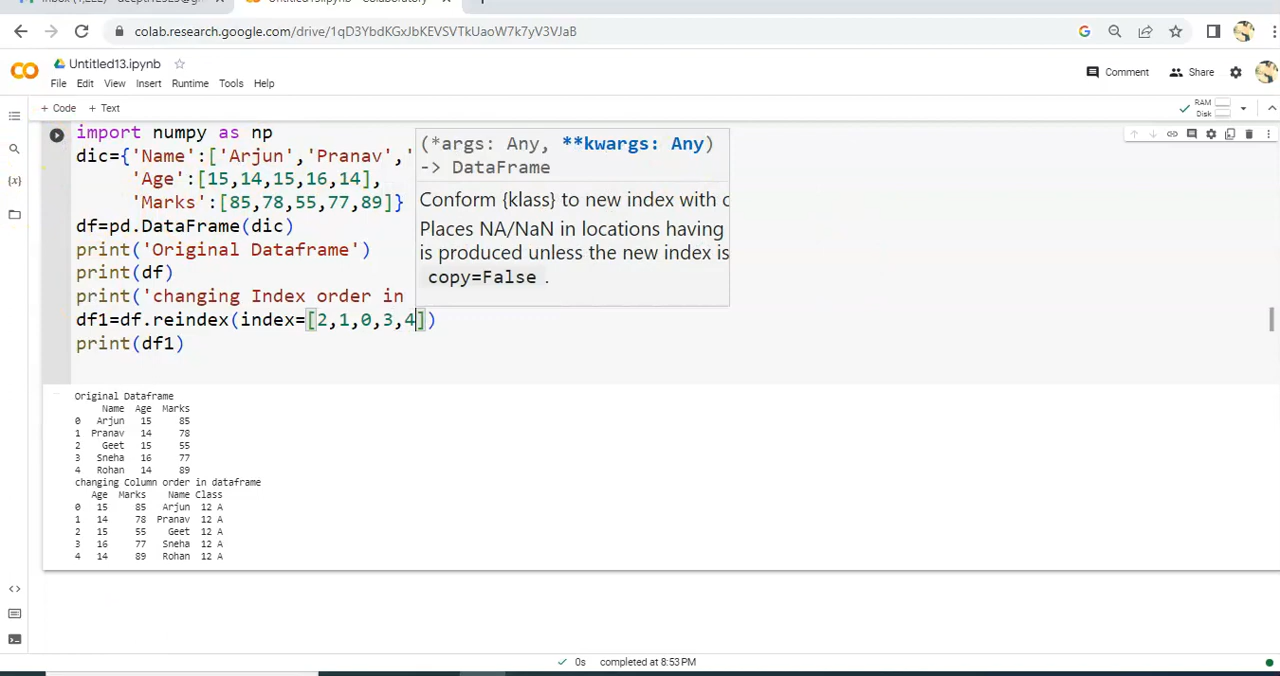 colab.research.google.com/drive/1qD3YbdKGxJbKEVSVTkUaoW7k7yV3VJaB
Untitled13.ipynb
File Edit View Insert Runtime Tools Help
Comment
Share
+ Code + Text
RAM
Disk
import numpy as np
dic={'Name':['Arjun','Pranav','
'Age':[15,14,15,16,14],
'Marks':[85,78,55,77,89]}
df=pd.DataFrame(dic)
print('Original Dataframe')
print(df)
print('changing Index order in
df1=df.reindex(index=[2,1,0,3,4])
print(df1)
(*args: Any, **kwargs: Any)
-> DataFrame
Conform {klass} to new index with
Places NA/NaN in locations having
is produced unless the new index is
copy=False .
Original Dataframe
Name Age Marks
0 Arjun 15 85
1 Pranav 14 78
2 Geet 15 55
3 Sneha 16 77
4 Rohan 14 89
changing Column order in dataframe
Age Marks Name Class
0 15 85 Arjun 12 A
1 14 78 Pranav 12 A
2 15 55 Geet 12 A
3 16 77 Sneha 12 A
4 14 89 Rohan 12 A
0s completed at 8:53 PM